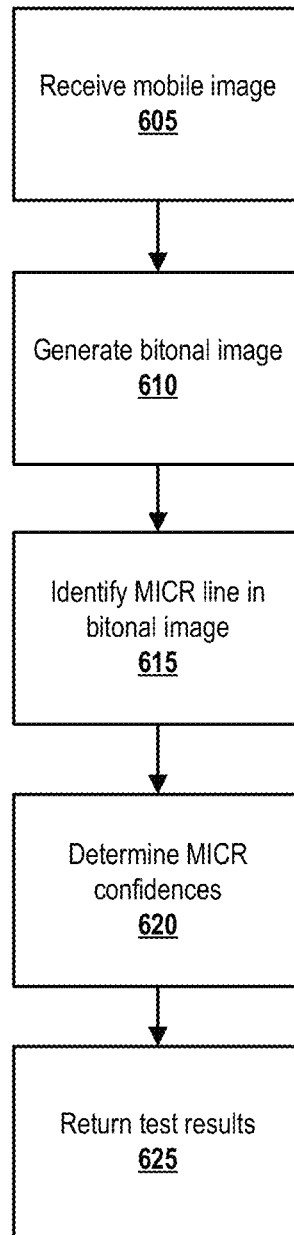 Receive mobile image
605
Generate bitonal image
610
Identify MICR line in
bitonal image
615
Determine MICR
confidences
620
Return test results
625